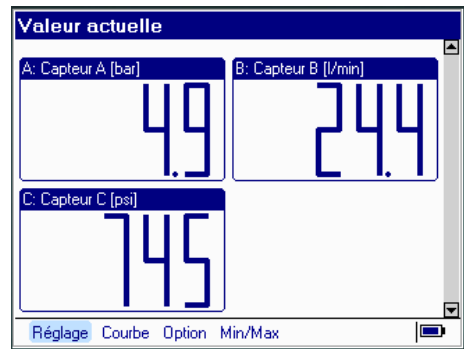 Valeur actuelle
A: Capteur A [bar]
4.9
B: Capteur B [l/min]
24.4
C: Capteur C [psi]
745
Réglage Courbe Option Min/Max